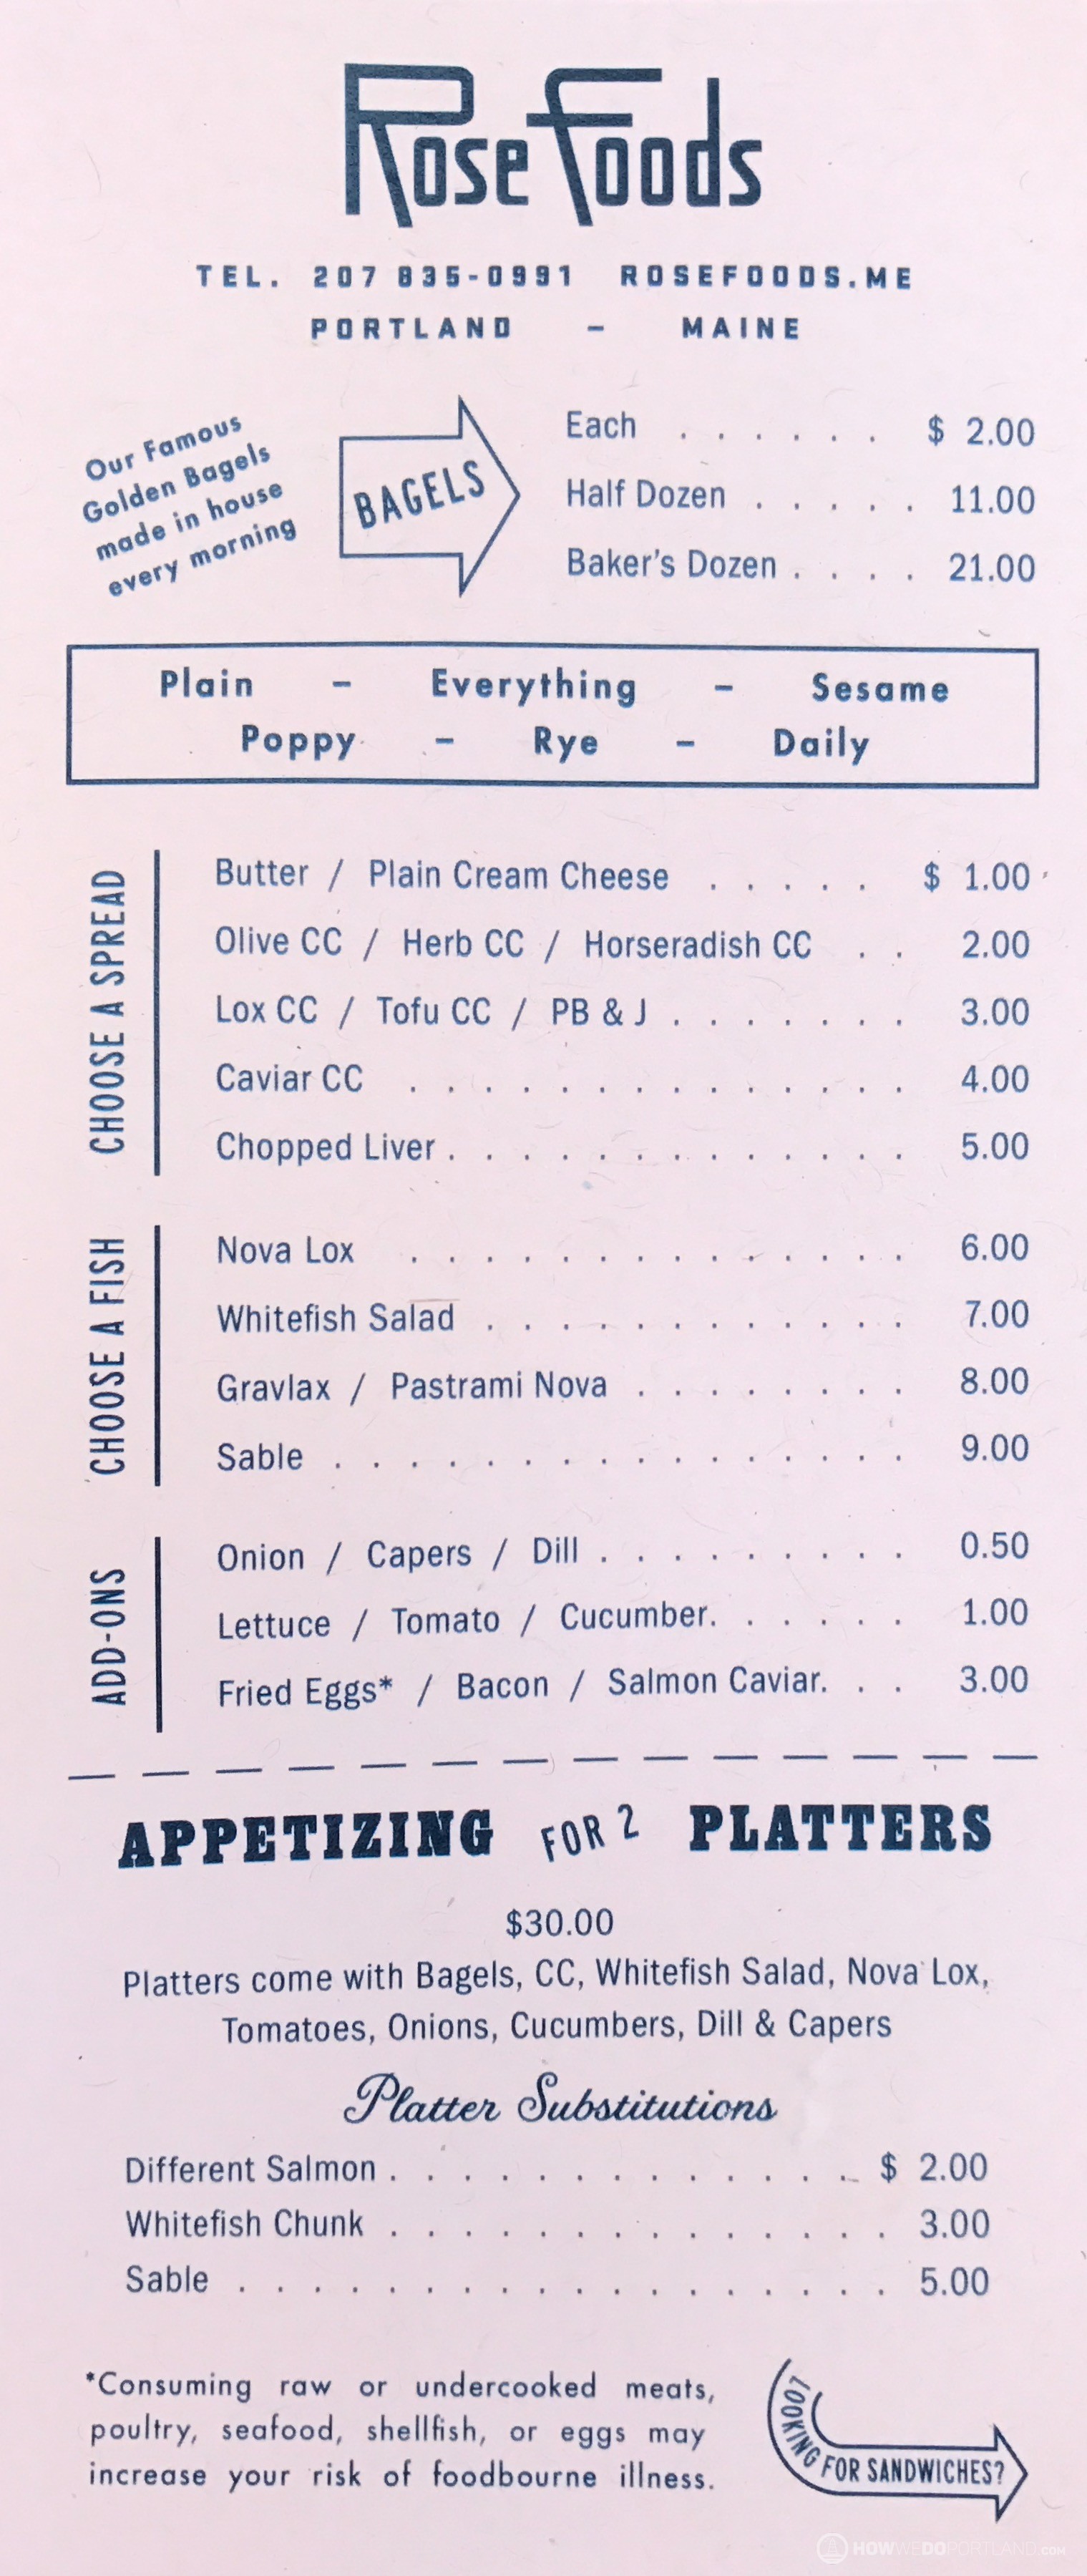 Rose Foods
TEL. 207 835-0991 ROSEFOODS.ME
PORTLAND - MAINE
Our Famous
Golden Bagels
made in house
every morning
BAGELS
Each . . . . . . $ 2.00
Half Dozen . . . . . 11.00
Baker's Dozen . . . . 21.00
Plain - Everything - Sesame
Poppy - Rye - Daily
CHOOSE A SPREAD
Butter / Plain Cream Cheese . . . . . $ 1.00
Olive CC / Herb CC / Horseradish CC . . 2.00
Lox CC / Tofu CC / PB & J . . . . . . . 3.00
Caviar CC . . . . . . . . . . . . . . 4.00
Chopped Liver . . . . . . . . . . . . . 5.00
CHOOSE A FISH
Nova Lox . . . . . . . . . . . . . . 6.00
Whitefish Salad . . . . . . . . . . . . 7.00
Gravlax / Pastrami Nova . . . . . . . . 8.00
Sable . . . . . . . . . . . . . . . . 9.00
ADD-ONS
Onion / Capers / Dill . . . . . . . . . 0.50
Lettuce / Tomato / Cucumber. . . . . . 1.00
Fried Eggs* / Bacon / Salmon Caviar. . . 3.00
APPETIZING FOR 2 PLATTERS
$30.00
Platters come with Bagels, CC, Whitefish Salad, Nova Lox,
Tomatoes, Onions, Cucumbers, Dill & Capers
Platter Substitutions
Different Salmon . . . . . . . . . . . . . $ 2.00
Whitefish Chunk . . . . . . . . . . . . . . 3.00
Sable . . . . . . . . . . . . . . . . . . 5.00
*Consuming raw or undercooked meats,
poultry, seafood, shellfish, or eggs may
increase your risk of foodbourne illness.
LOOKING FOR SANDWICHES?
HOWWEDOPORTLAND.COM